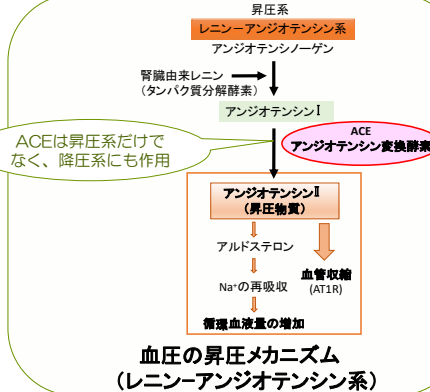 昇圧系
レニン－アンジオテンシン系
アンジオテンシノーゲン
腎臓由来レニン
（タンパク質分解酵素）
アンジオテンシンⅠ
ACEは昇圧系だけで
なく、降圧系にも作用
ACE
アンジオテンシン変換酵素
アンジオテンシンⅡ
（昇圧物質）
アルドステロン
Na⁺の再吸収
血管収縮
(AT1R)
循環血液量の増加
血圧の昇圧メカニズム
（レニン－アンジオテンシン系）